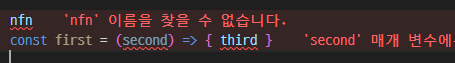 nfn    'nfn' 이름을 찾을 수 없습니다.
const first = (second) => { third }    'second' 매개 변수에